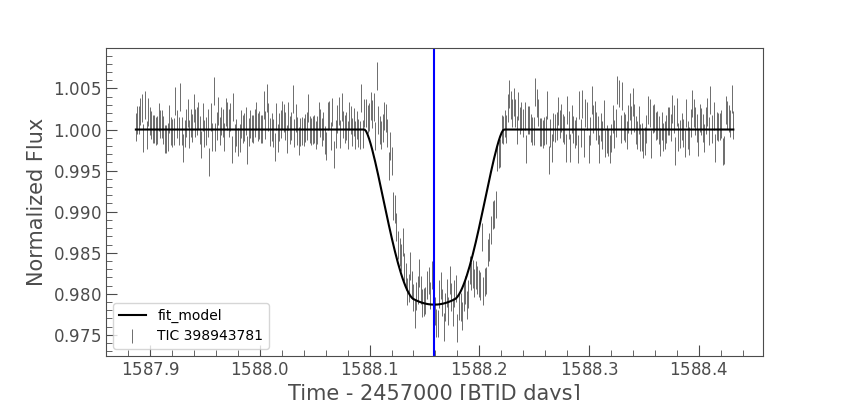 Normalized Flux
1.005
1.000
0.995
0.990
0.985
0.980
0.975
fit_model
TIC 398943781
1587.9 1588.0 1588.1 1588.2 1588.3 1588.4
Time - 2457000 [BTJD days]